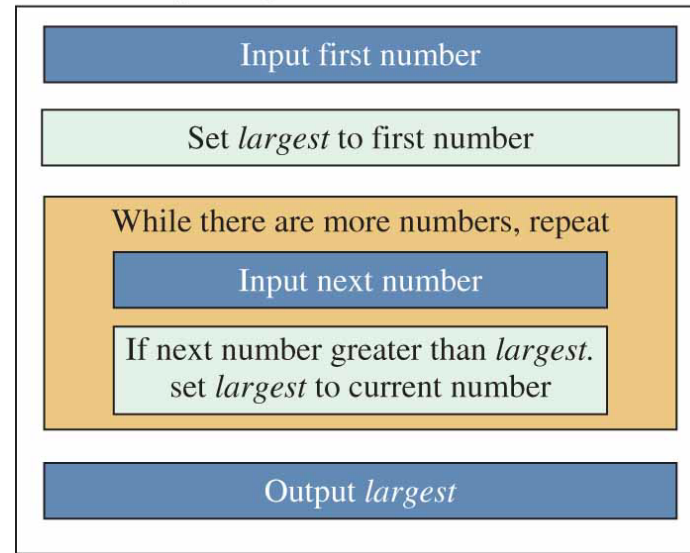 Input first number
Set largest to first number
While there are more numbers, repeat
Input next number
If next number greater than largest.
set largest to current number
Output largest